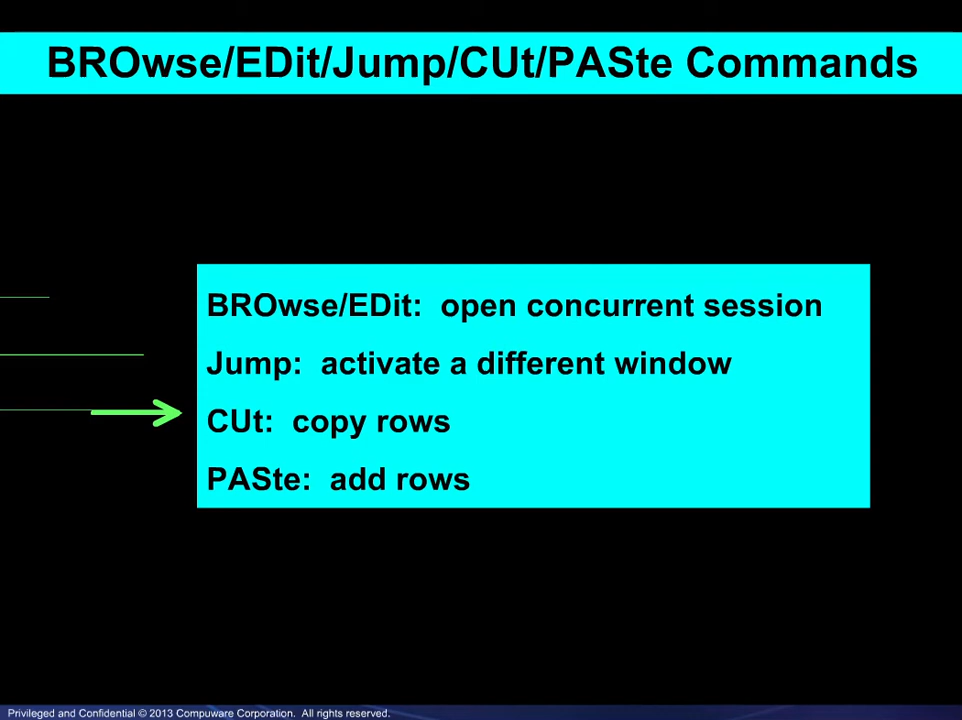 BROwse/EDit/Jump/CUt/PASte Commands
BROwse/EDit:  open concurrent session
Jump:  activate a different window
CUt:  copy rows
PASte:  add rows
Privileged and Confidential © 2013 Compuware Corporation.  All rights reserved.